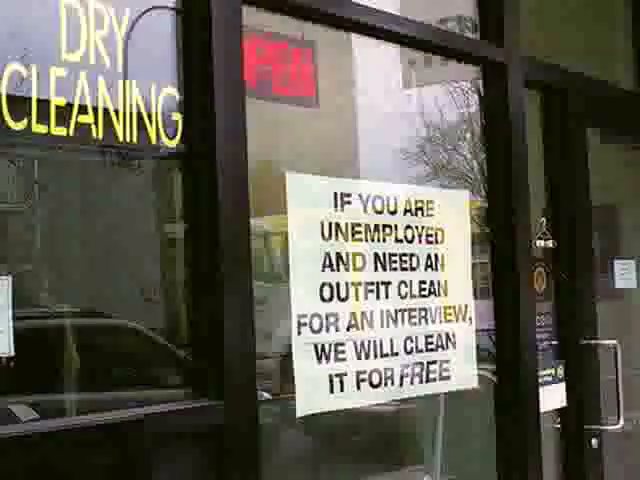 DRY
CLEANING
OPEN
IF YOU ARE
UNEMPLOYED
AND NEED AN
OUTFIT CLEAN
FOR AN INTERVIEW,
WE WILL CLEAN
IT FOR FREE